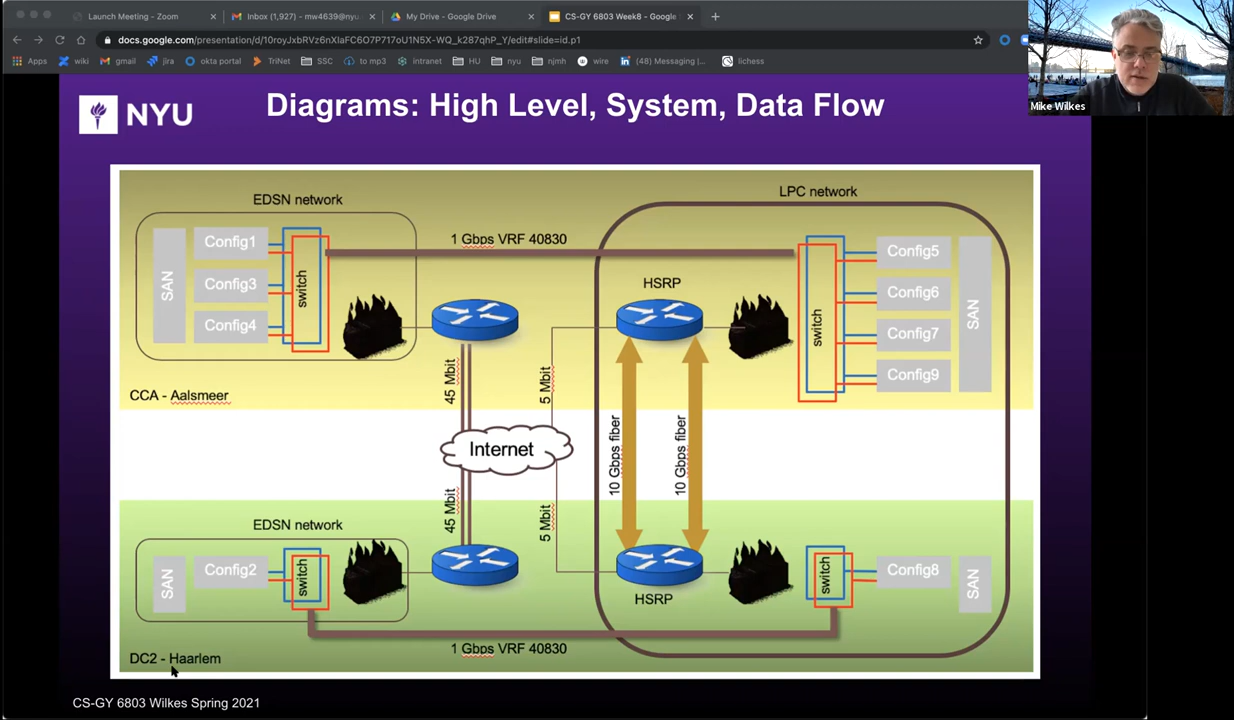 Launch Meeting - Zoom
Inbox (1,927) - mw4639@nyu
My Drive - Google Drive
CS-GY 6803 Week8 - Google
docs.google.com/presentation/d/10royJxbRVz6nXIaFC6O7P717oU1N5X-WQ_k287qhP_Y/edit#slide=id.p1
Apps wiki gmail jira okta portal TriNet SSC to mp3 intranet HU nyu njmh wire (48) Messaging |... lichess
Mike Wilkes
NYU
Diagrams: High Level, System, Data Flow
EDSN network
LPC network
SAN
Config1
Config3
Config4
switch
1 Gbps VRF 40830
HSRP
switch
Config5
Config6
Config7
Config9
SAN
CCA - Aalsmeer
45 Mbit
5 Mbit
Internet
10 Gbps fiber
10 Gbps fiber
45 Mbit
5 Mbit
EDSN network
SAN
Config2
switch
HSRP
switch
Config8
SAN
1 Gbps VRF 40830
DC2 - Haarlem
CS-GY 6803 Wilkes Spring 2021